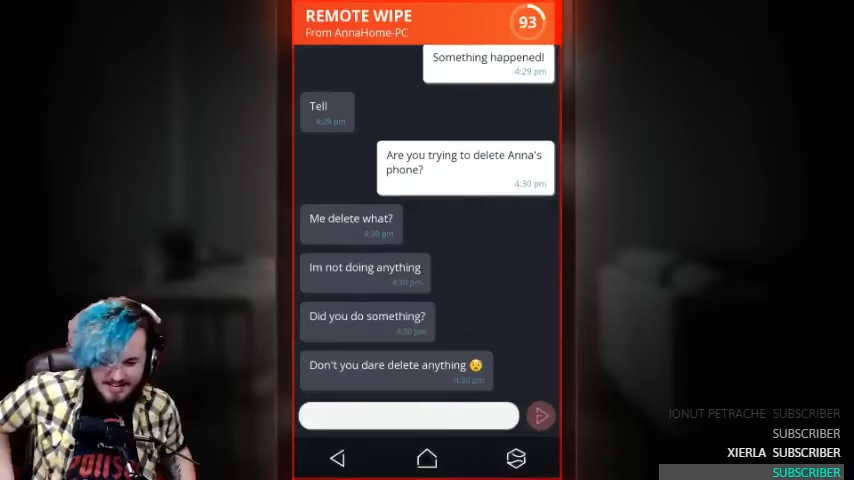 REMOTE WIPE
From AnnaHome-PC
93
Something happened!
4:29 pm
Tell
4:29 pm
Are you trying to delete Anna's
phone?
4:30 pm
Me delete what?
4:30 pm
Im not doing anything
4:30 pm
Did you do something?
4:30 pm
Don't you dare delete anything 😥
4:30 pm
IONUT PETRACHE SUBSCRIBER
SUBSCRIBER
XIERLA SUBSCRIBER
SUBSCRIBER